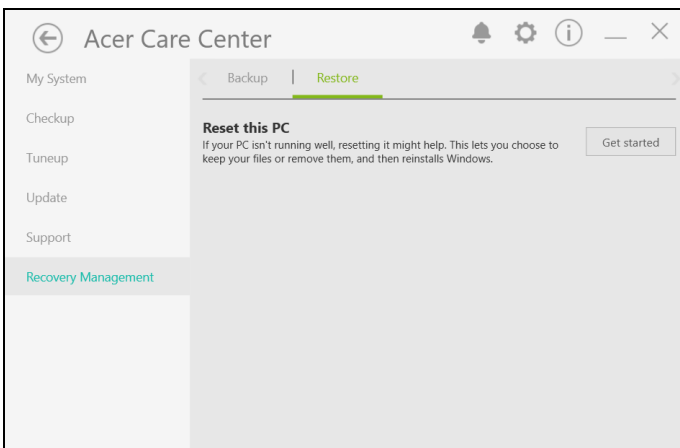 Acer Care Center
My System
Checkup
Tuneup
Update
Support
Recovery Management
Backup | Restore
Reset this PC
If your PC isn't running well, resetting it might help. This lets you choose to
keep your files or remove them, and then reinstalls Windows.
Get started